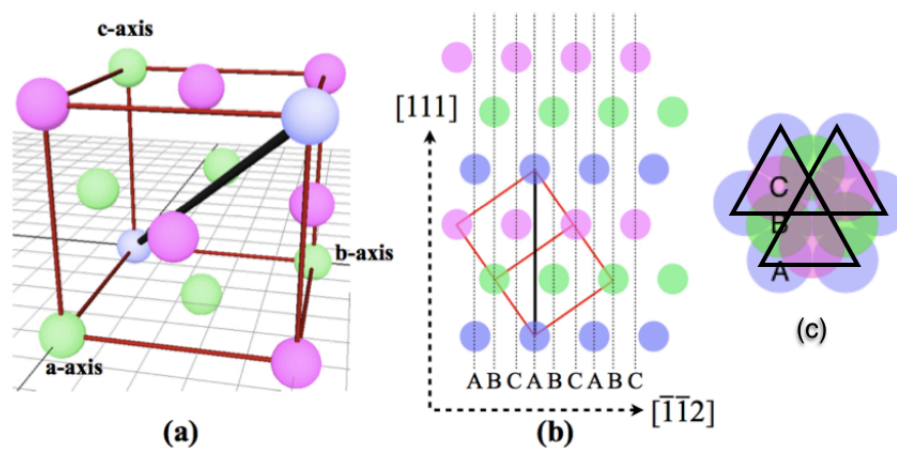 c-axis
b-axis
a-axis
(a)
[111]
A B C A B C A B C
[1̅1̅2]
(b)
C
B
A
(c)